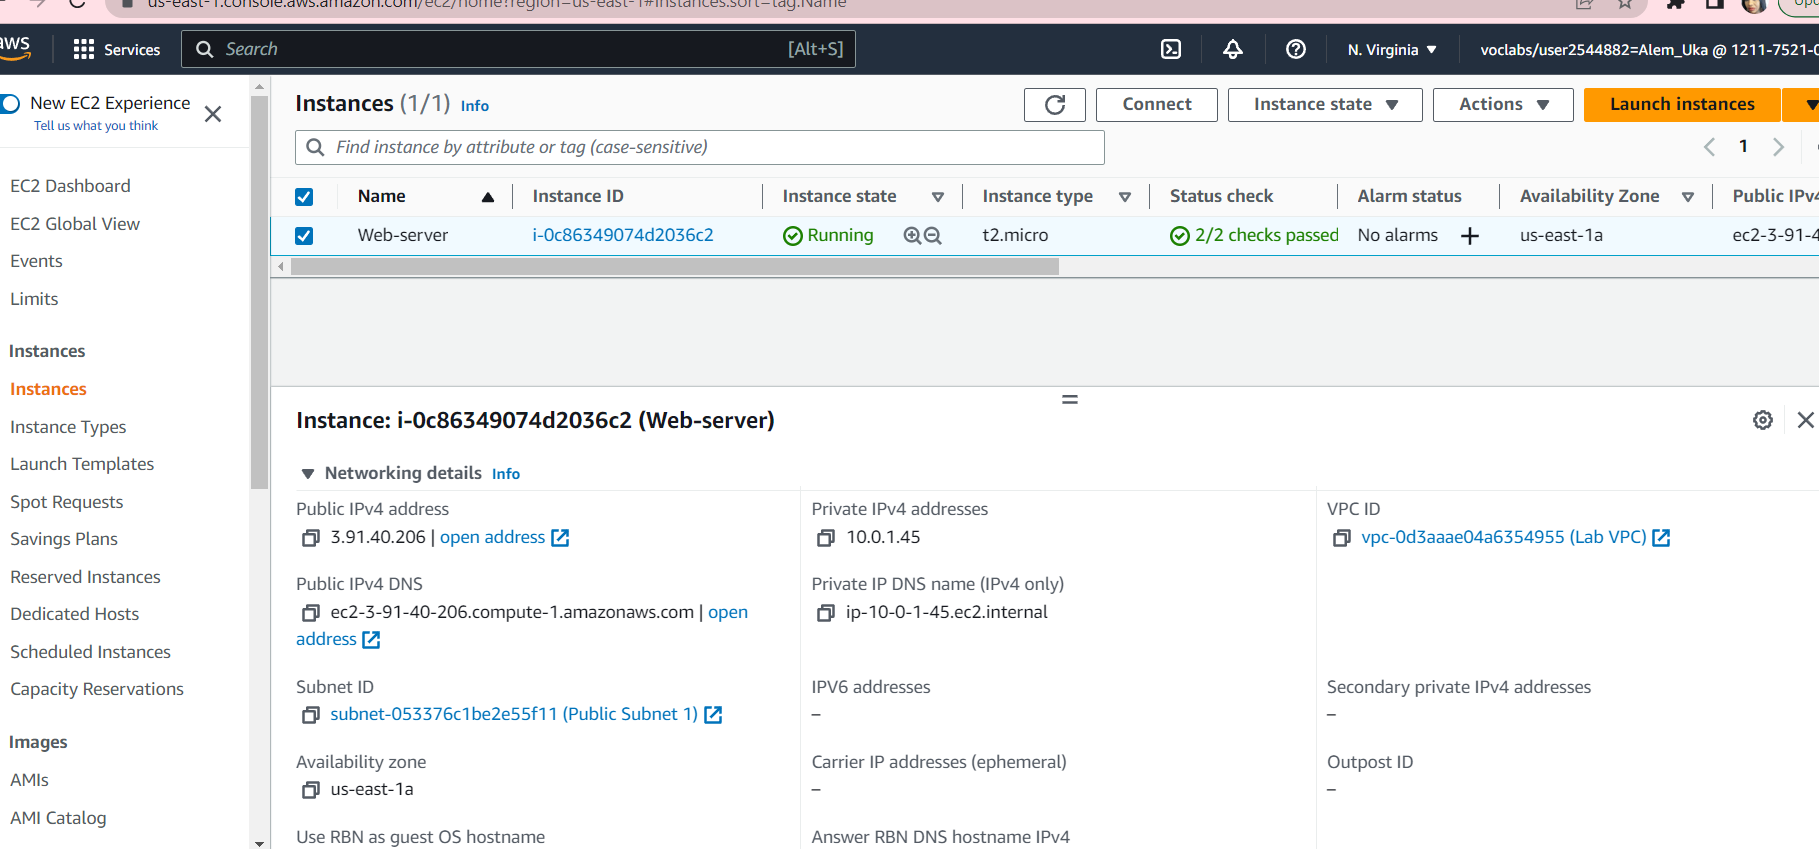 us-east-1.console.aws.amazon.com/ec2/home?region=us-east-1#Instances:sort=tag:Name
aws
Services
Search
[Alt+S]
N. Virginia
voclabs/user2544882=Alem_Uka @ 1211-7521-0
New EC2 Experience
Tell us what you think
EC2 Dashboard
EC2 Global View
Events
Limits
Instances
Instances
Instance Types
Launch Templates
Spot Requests
Savings Plans
Reserved Instances
Dedicated Hosts
Scheduled Instances
Capacity Reservations
Images
AMIs
AMI Catalog
Instances (1/1) Info
Connect
Instance state
Actions
Launch instances
Find instance by attribute or tag (case-sensitive)
1
Name Instance ID Instance state Instance type Status check Alarm status Availability Zone Public IPv4
Web-server i-0c86349074d2036c2 Running t2.micro 2/2 checks passed No alarms + us-east-1a ec2-3-91-4
Instance: i-0c86349074d2036c2 (Web-server)
Networking details Info
Public IPv4 address
3.91.40.206 | open address
Public IPv4 DNS
ec2-3-91-40-206.compute-1.amazonaws.com | open
address
Subnet ID
subnet-053376c1be2e55f11 (Public Subnet 1)
Availability zone
us-east-1a
Use RBN as guest OS hostname
Private IPv4 addresses
10.0.1.45
Private IP DNS name (IPv4 only)
ip-10-0-1-45.ec2.internal
IPV6 addresses
–
Carrier IP addresses (ephemeral)
–
Answer RBN DNS hostname IPv4
VPC ID
vpc-0d3aaae04a6354955 (Lab VPC)
Secondary private IPv4 addresses
–
Outpost ID
–